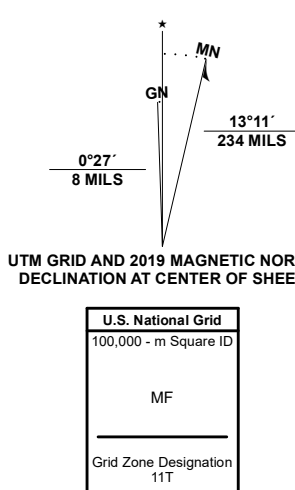 ★
MN
GN
13°11´
234 MILS
0°27´
8 MILS
UTM GRID AND 2019 MAGNETIC NOR
DECLINATION AT CENTER OF SHEE
U.S. National Grid
100,000 - m Square ID
MF
Grid Zone Designation
11T